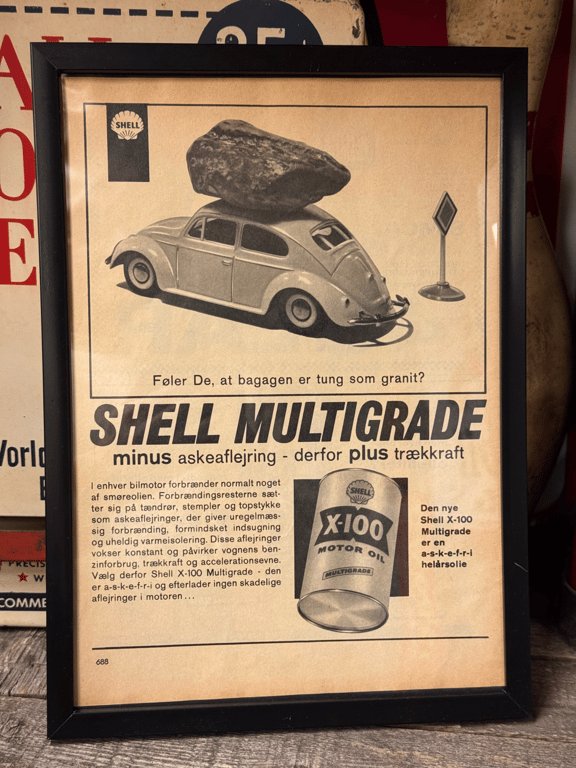 25
A
O
E
SHELL
Føler De, at bagagen er tung som granit?
SHELL MULTIGRADE
minus askeaflejring - derfor plus trækkraft
I enhver bilmotor forbrænder normalt noget
af smøreolien. Forbrændingsresterne sæt-
ter sig på tændrør, stempler og topstykke
som askeaflejringer, der giver uregelmæs-
sig forbrænding, formindsket indsugning
og uheldig varmeisolering. Disse aflejringer
vokser konstant og påvirker vognens ben-
zinforbrug, trækkraft og accelerationsevne.
Vælg derfor Shell X-100 Multigrade - den
er a-s-k-e-f-r-i og efterlader ingen skadelige
aflejringer i motoren...
SHELL
X-100
MOTOR OIL
MULTIGRADE
Den nye
Shell X-100
Multigrade
er en
a-s-k-e-f-r-i
helårsolie
688
World
PRECIS
W
COMME